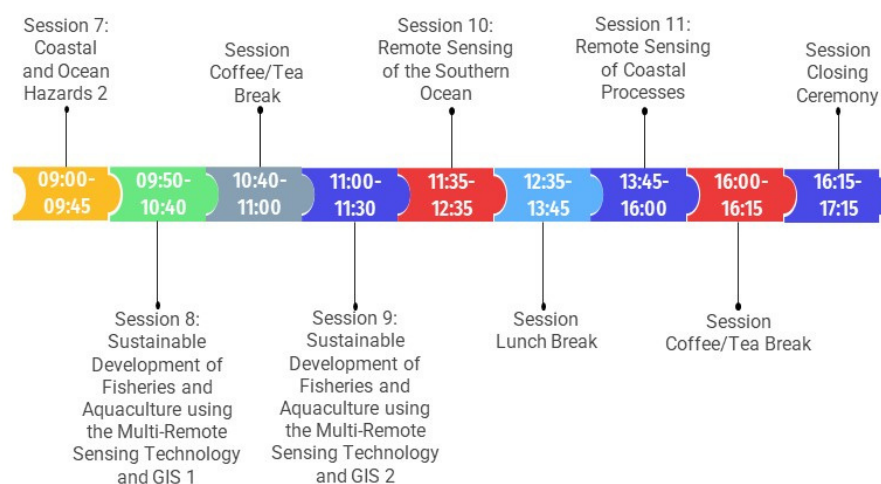 Session 7:
Coastal
and Ocean
Hazards 2
Session
Coffee/Tea
Break
Session 10:
Remote Sensing
of the Southern
Ocean
Session 11:
Remote Sensing
of Coastal
Processes
Session
Closing
Ceremony
09:00-
09:45
09:50-
10:40
10:40-
11:00
11:00-
11:30
11:35-
12:35
12:35-
13:45
13:45-
16:00
16:00-
16:15
16:15-
17:15
Session 8:
Sustainable
Development of
Fisheries and
Aquaculture using
the Multi-Remote
Sensing Technology
and GIS 1
Session 9:
Sustainable
Development of
Fisheries and
Aquaculture using
the Multi-Remote
Sensing Technology
and GIS 2
Session
Lunch Break
Session
Coffee/Tea Break